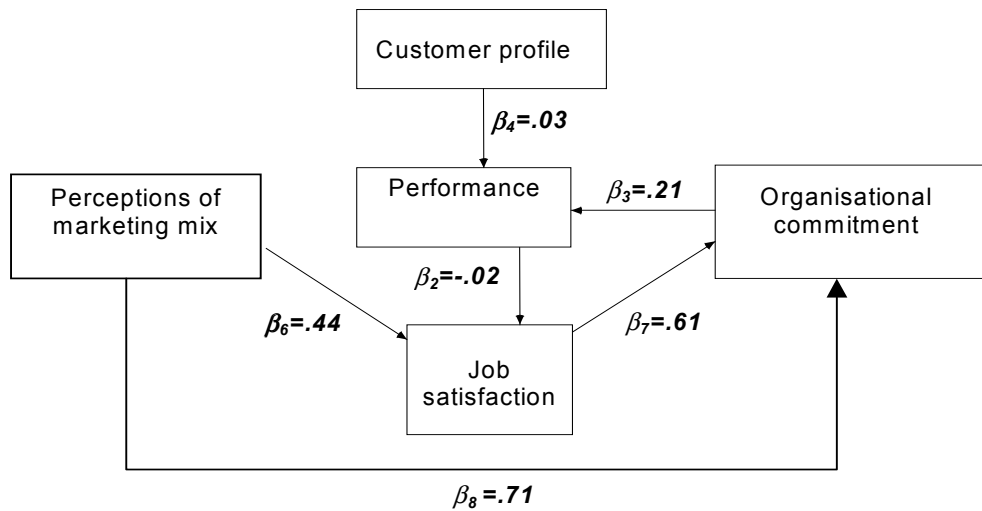 Customer profile
β4=.03
Perceptions of
marketing mix
Performance
β3=.21
Organisational
commitment
β2=-.02
β6=.44
β7=.61
Job
satisfaction
β8=.71